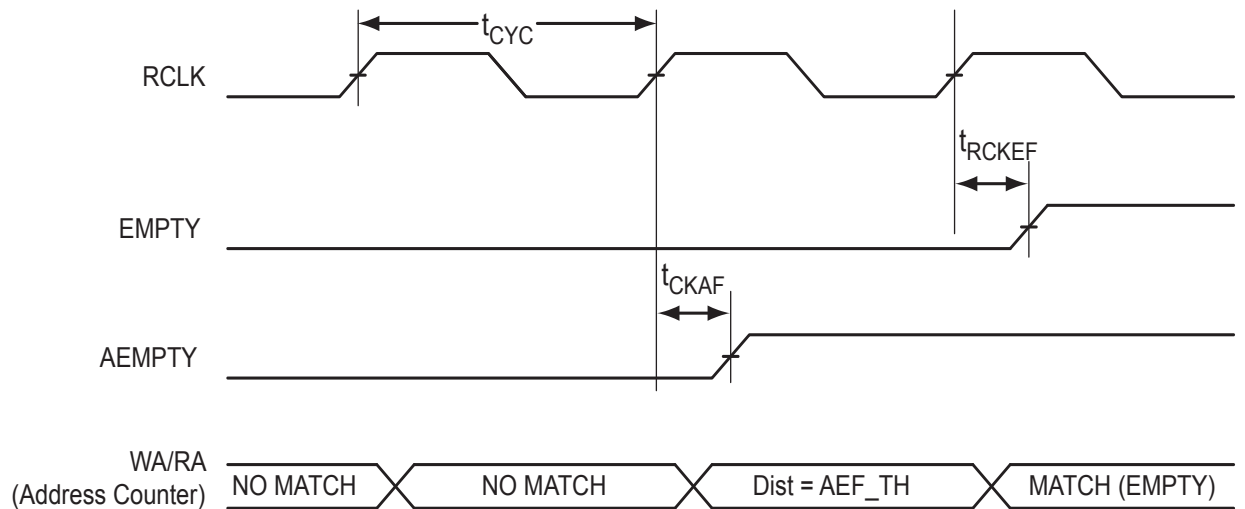 tCYC
RCLK
tRCKEF
EMPTY
tCKAF
AEMPTY
WA/RA
(Address Counter)
NO MATCH
NO MATCH
Dist = AEF_TH
MATCH (EMPTY)